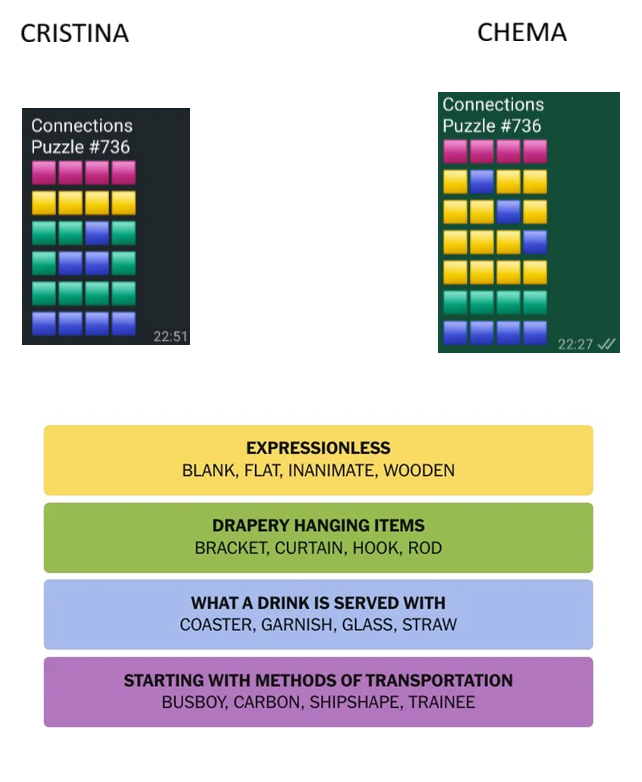 CRISTINA
CHEMA
Connections
Puzzle #736
22:51
Connections
Puzzle #736
22:27
EXPRESSIONLESS
BLANK, FLAT, INANIMATE, WOODEN
DRAPERY HANGING ITEMS
BRACKET, CURTAIN, HOOK, ROD
WHAT A DRINK IS SERVED WITH
COASTER, GARNISH, GLASS, STRAW
STARTING WITH METHODS OF TRANSPORTATION
BUSBOY, CARBON, SHIPSHAPE, TRAINEE